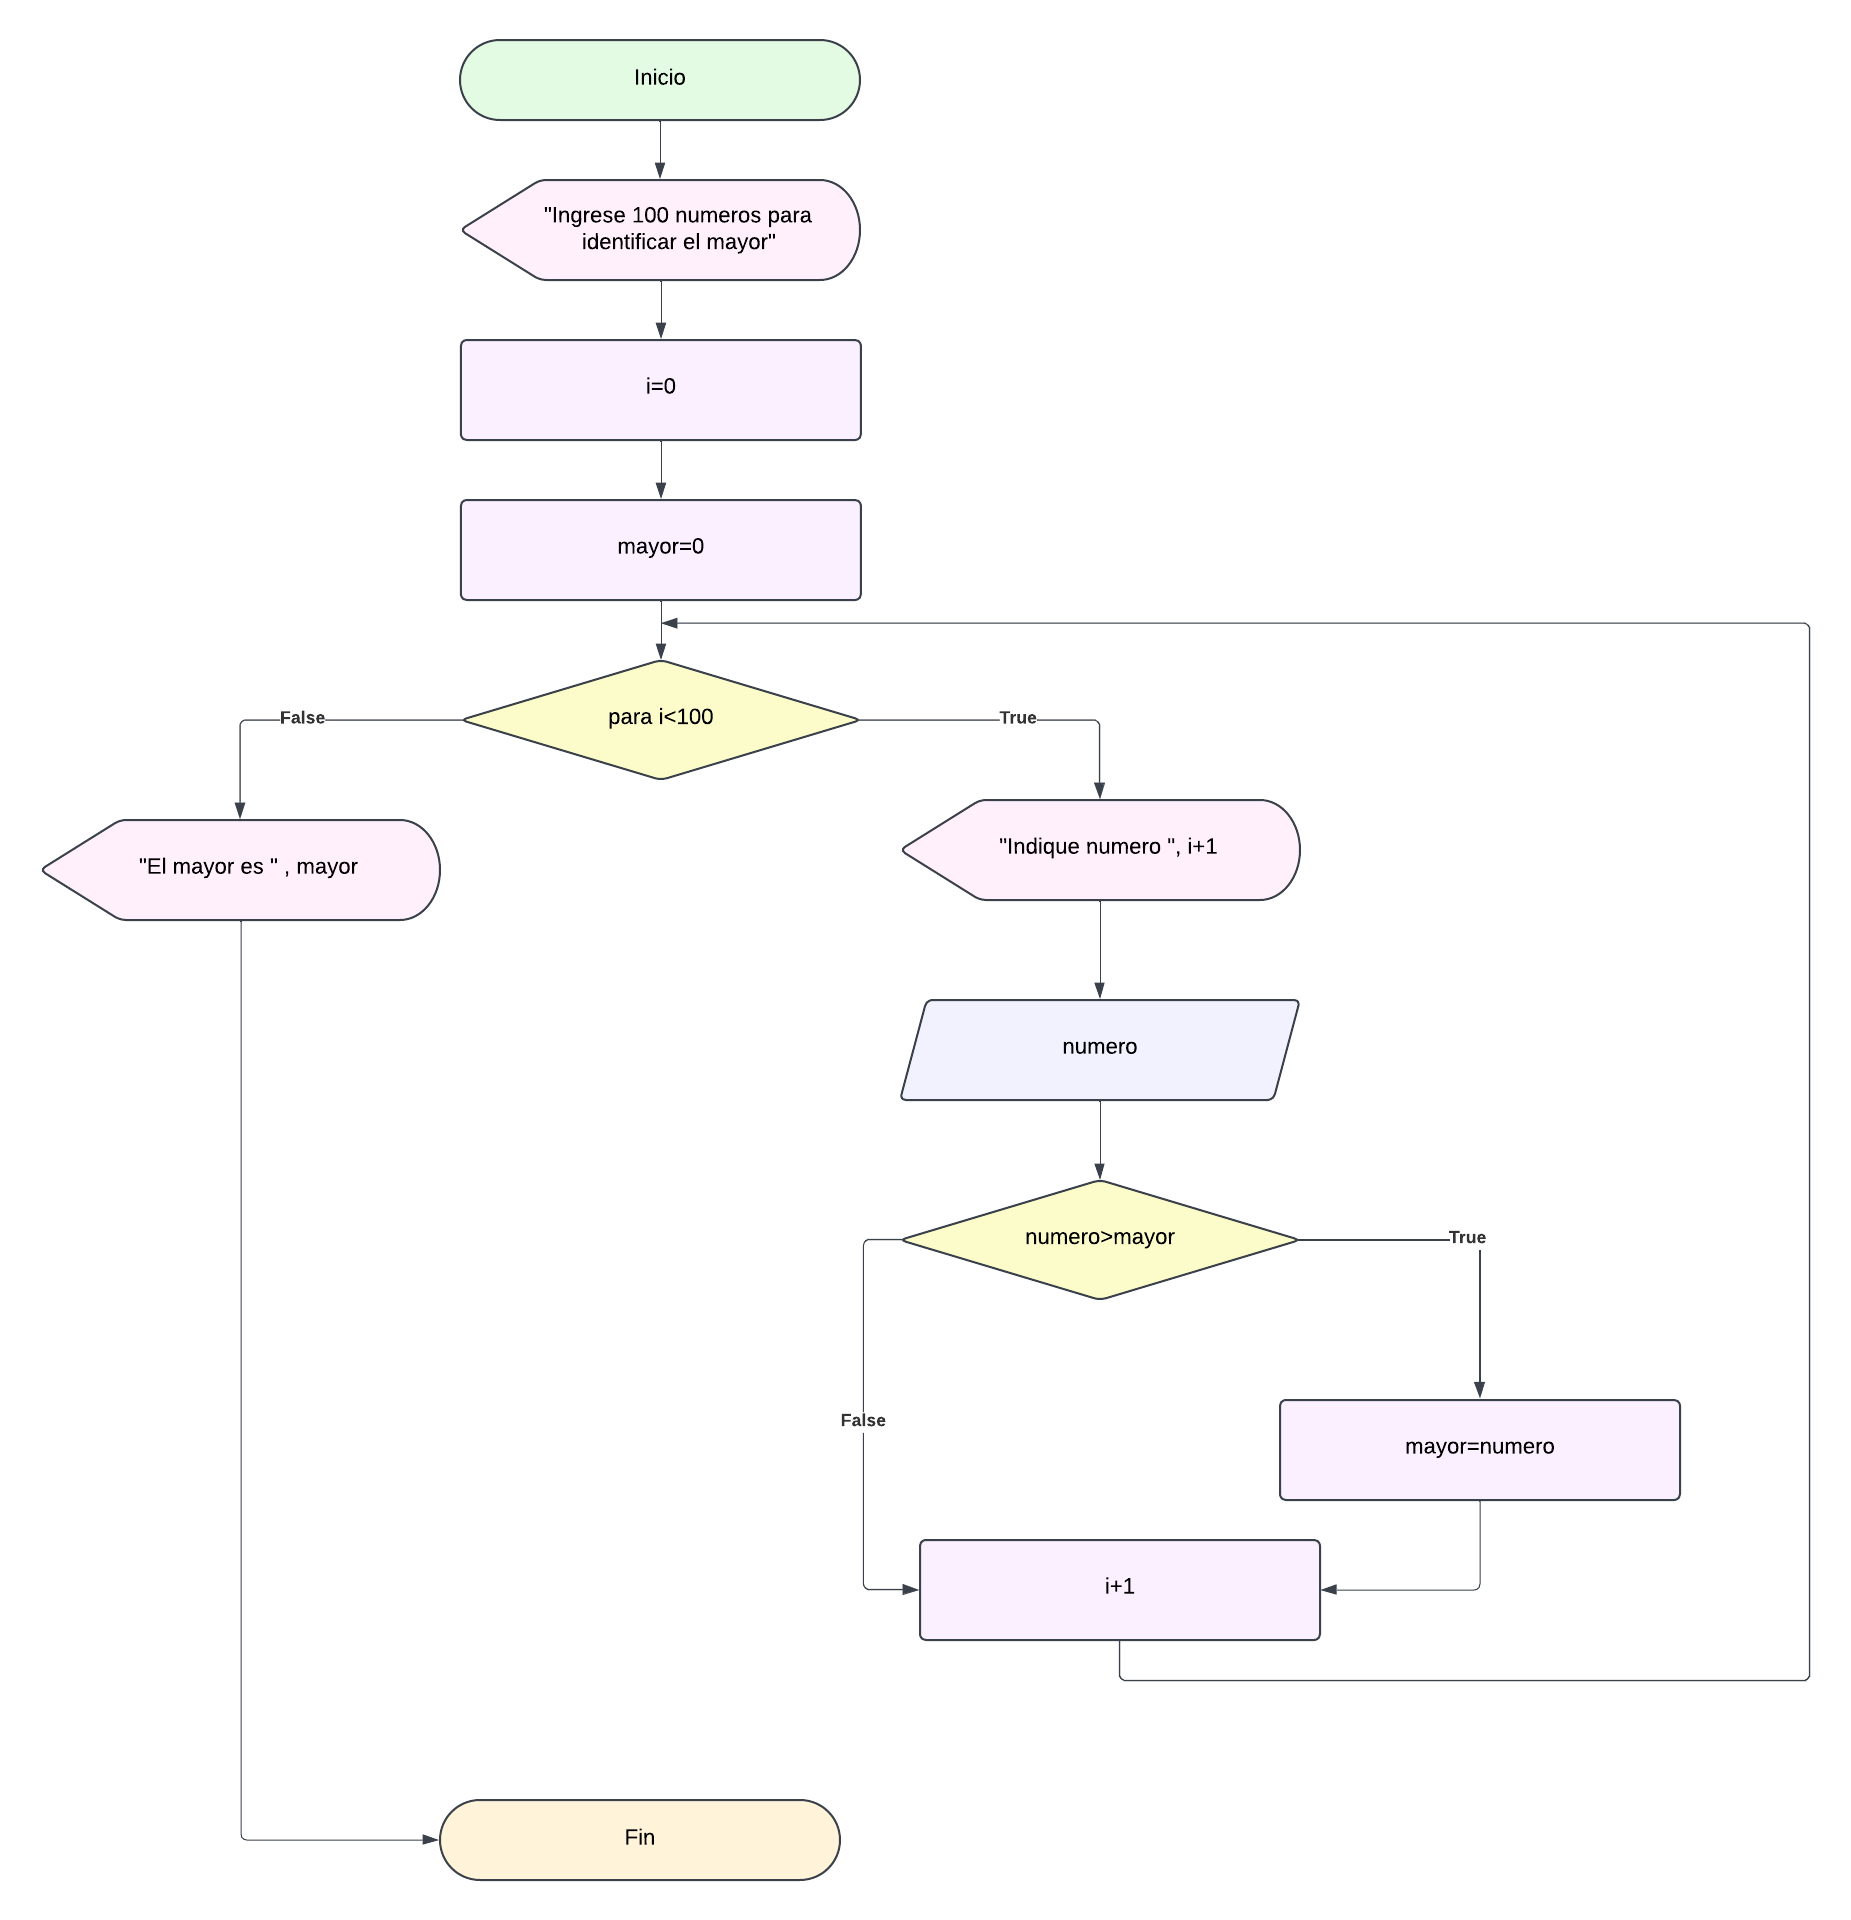 Inicio
"Ingrese 100 numeros para
identificar el mayor"
i=0
mayor=0
para i<100
False
True
"El mayor es " , mayor
"Indique numero ", i+1
numero
numero>mayor
True
False
mayor=numero
i+1
Fin